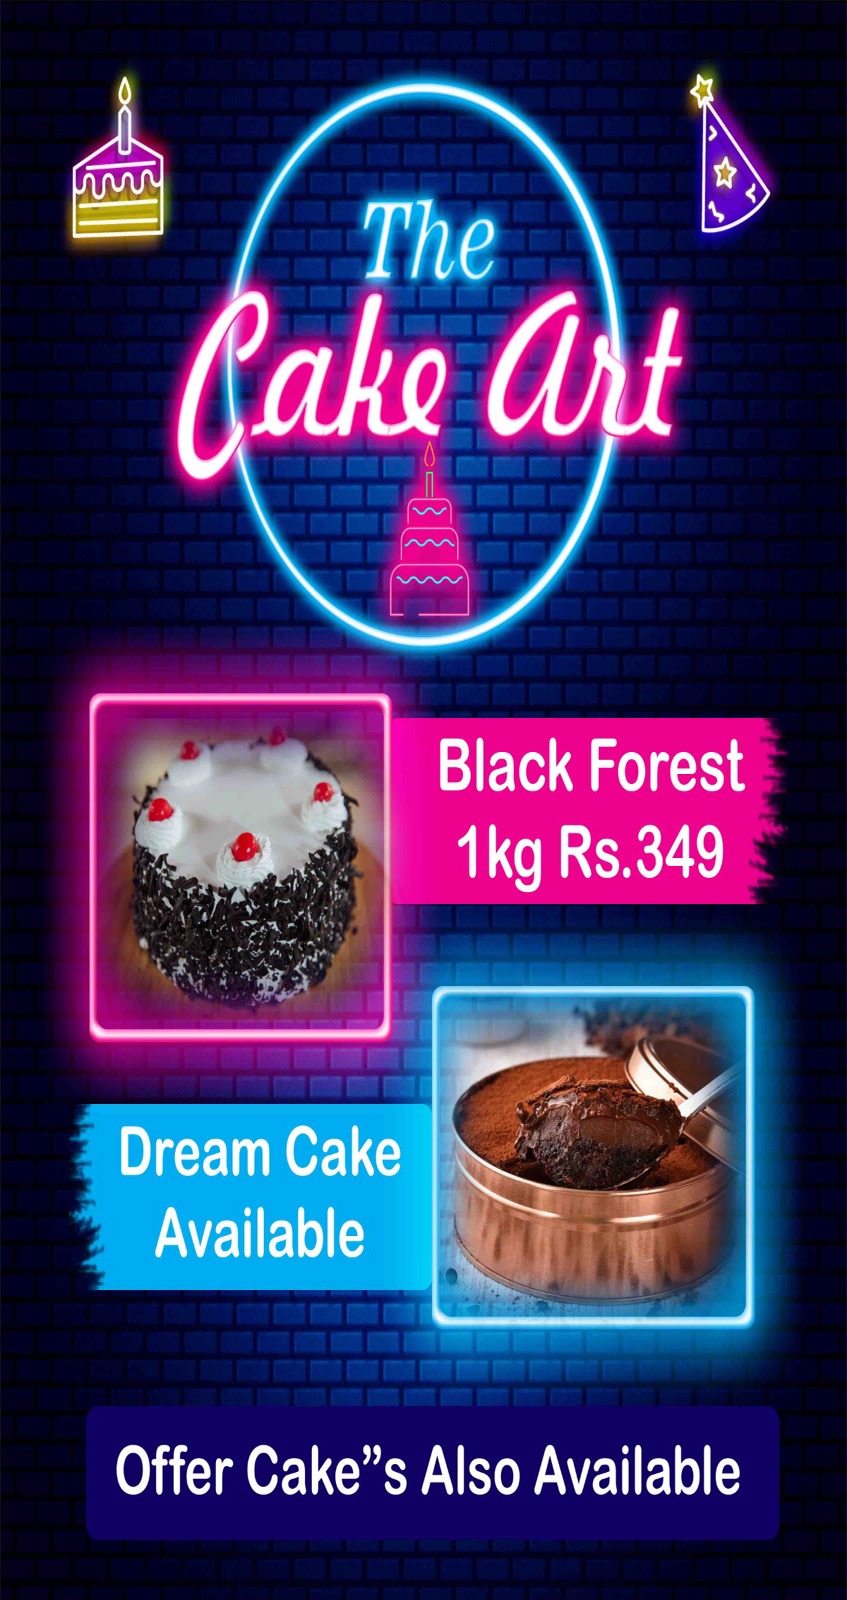 The
Cake Art
Black Forest
1kg Rs.349
Dream Cake
Available
Offer Cake”s Also Available